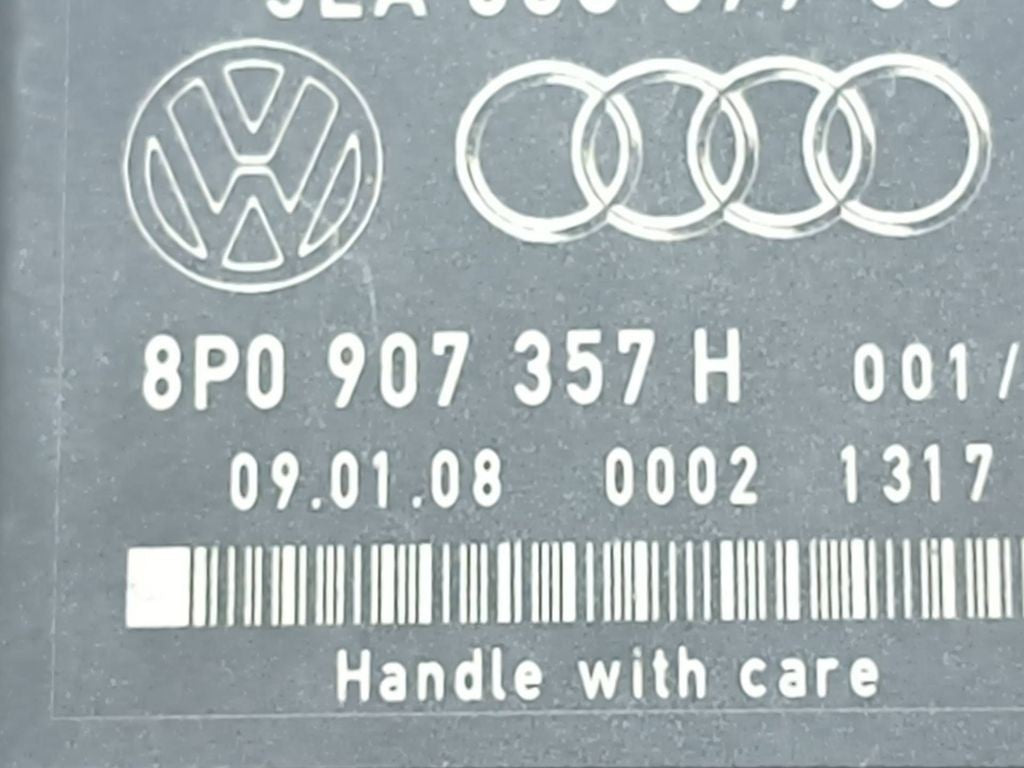 8P0 907 357 H 001/
09.01.08 0002 1317
Handle with care